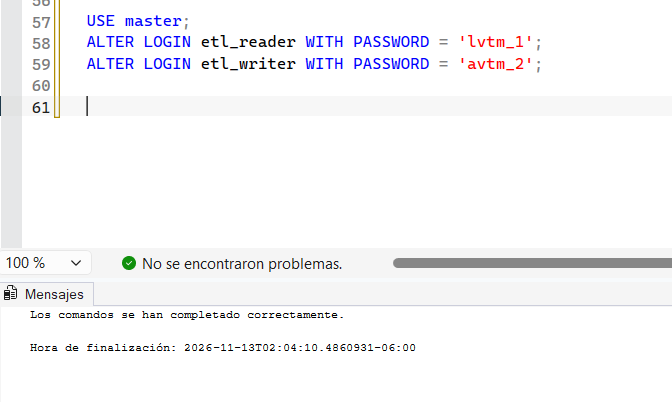 56
57 USE master;
58 ALTER LOGIN etl_reader WITH PASSWORD = 'lvtm_1';
59 ALTER LOGIN etl_writer WITH PASSWORD = 'avtm_2';
60
61
100 % No se encontraron problemas.
Mensajes
Los comandos se han completado correctamente.
Hora de finalización: 2026-11-13T02:04:10.4860931-06:00